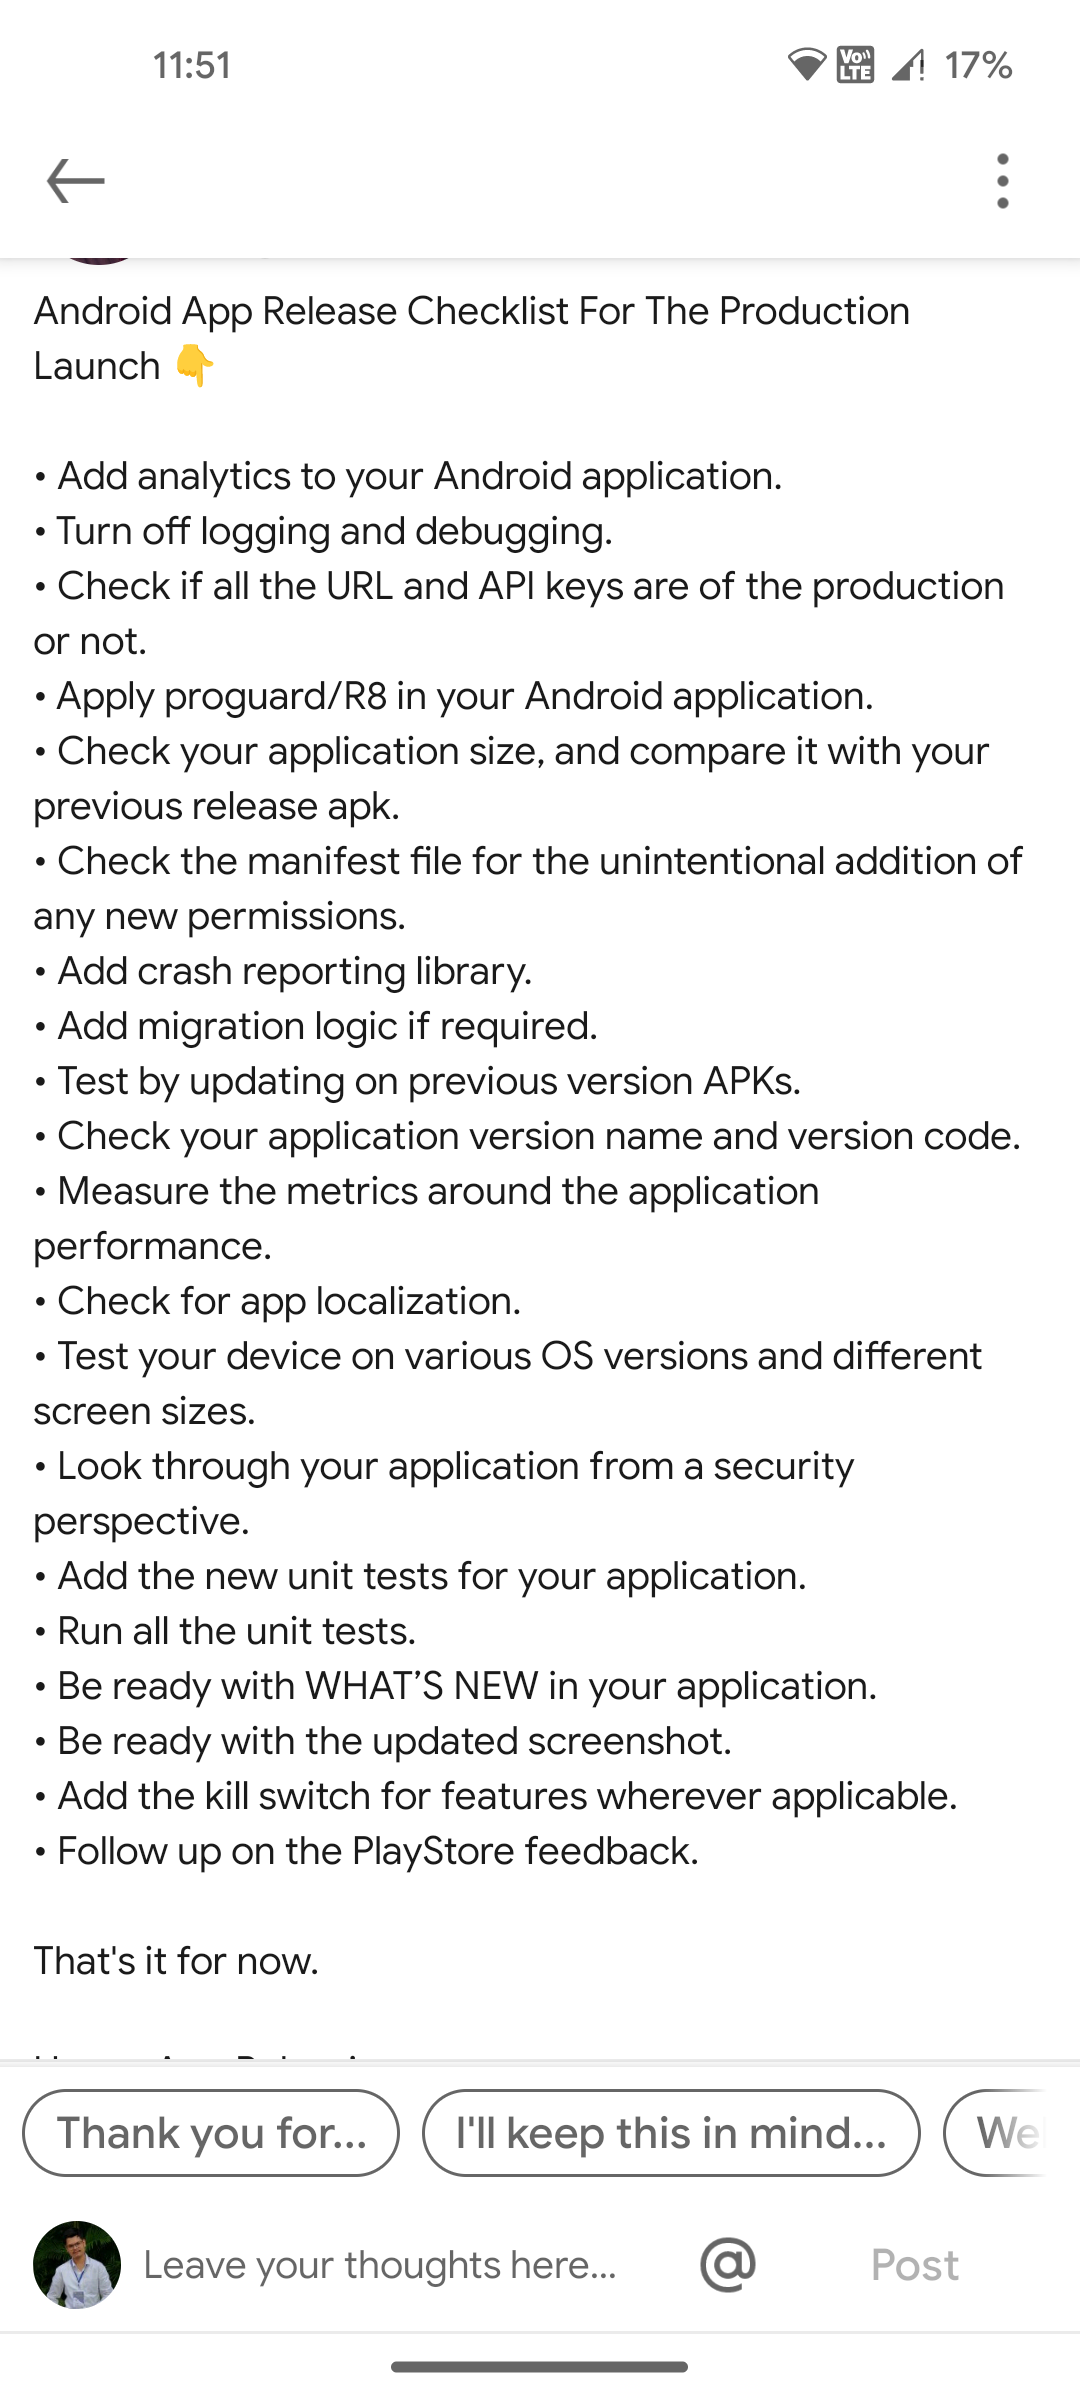 11:51
Vo LTE
17%
Android App Release Checklist For The Production
Launch 👇
• Add analytics to your Android application.
• Turn off logging and debugging.
• Check if all the URL and API keys are of the production
or not.
• Apply proguard/R8 in your Android application.
• Check your application size, and compare it with your
previous release apk.
• Check the manifest file for the unintentional addition of
any new permissions.
• Add crash reporting library.
• Add migration logic if required.
• Test by updating on previous version APKs.
• Check your application version name and version code.
• Measure the metrics around the application
performance.
• Check for app localization.
• Test your device on various OS versions and different
screen sizes.
• Look through your application from a security
perspective.
• Add the new unit tests for your application.
• Run all the unit tests.
• Be ready with WHAT’S NEW in your application.
• Be ready with the updated screenshot.
• Add the kill switch for features wherever applicable.
• Follow up on the PlayStore feedback.
That's it for now.
Thank you for...
I'll keep this in mind...
Leave your thoughts here...
@
Post